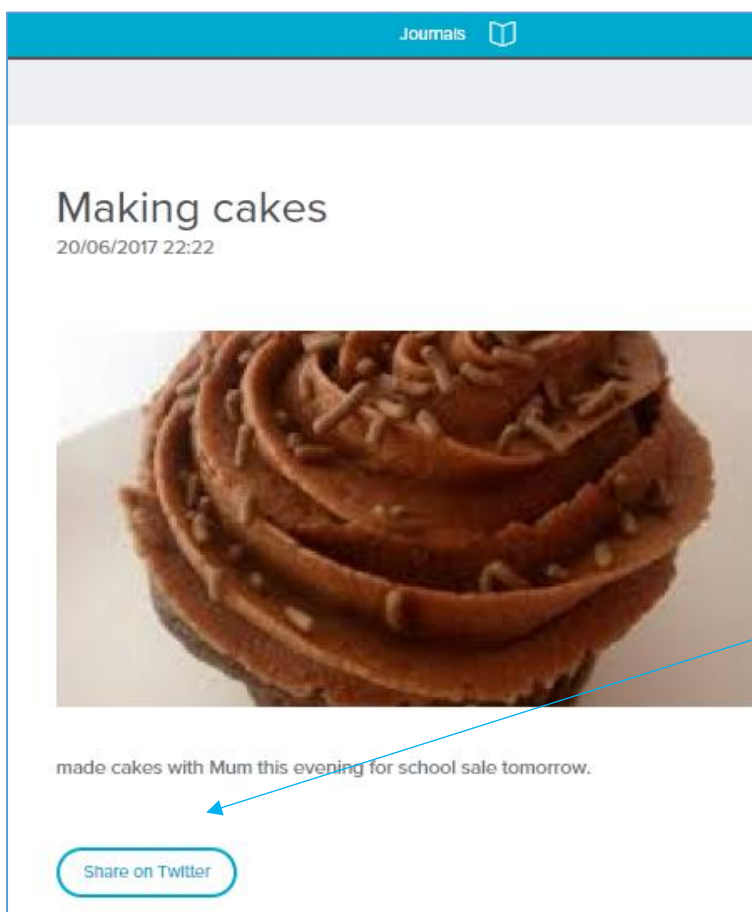 Journals
Making cakes
20/06/2017 22:22
made cakes with Mum this evening for school sale tomorrow.
Share on Twitter